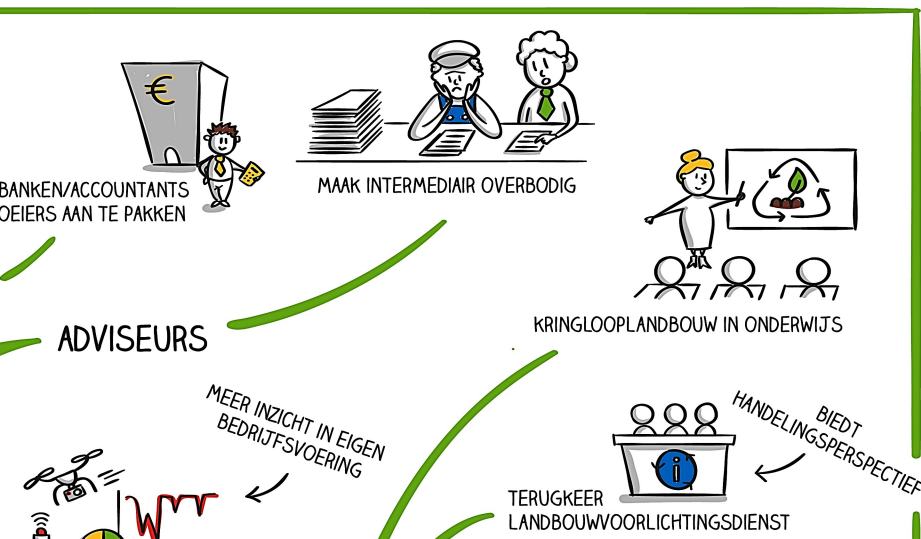 €
BANKEN/ACCOUNTANTS
OEIERS AAN TE PAKKEN
MAAK INTERMEDIAIR OVERBODIG
KRINGLOOPLANDBOUW IN ONDERWIJS
ADVISEURS
MEER INZICHT IN EIGEN
BEDRIJFSVOERING
BIEDT
HANDELINGSPERSPECTIEF
i
TERUGKEER
LANDBOUWVOORLICHTINGSDIENST